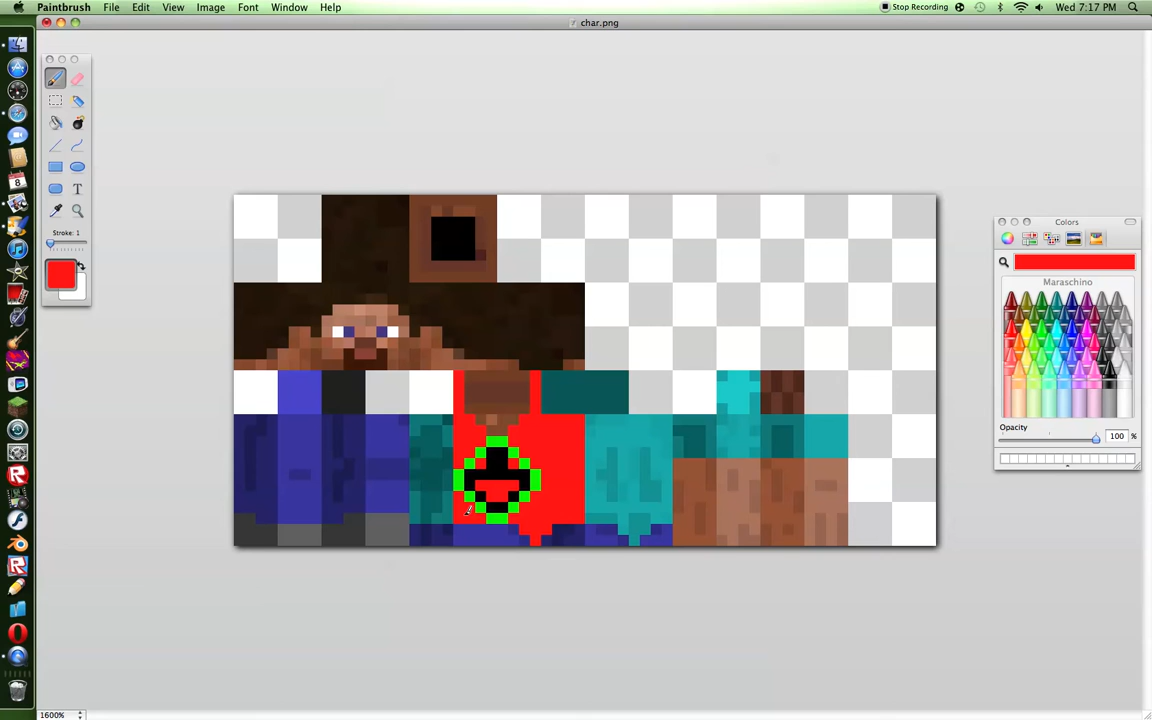 Paintbrush File Edit View Image Font Window Help
Stop Recording
Wed 7:17 PM
char.png
T
Stroke: 1
Colors
Maraschino
Opacity
100 %
1600%